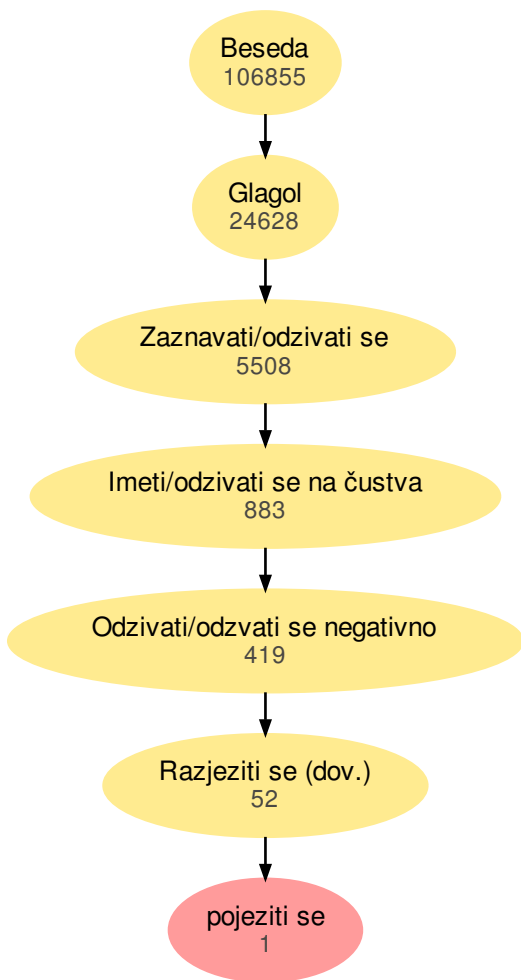 Beseda
106855
Glagol
24628
Zaznavati/odzivati se
5508
Imeti/odzivati se na čustva
883
Odzivati/odzvati se negativno
419
Razjeziti se (dov.)
52
pojeziti se
1